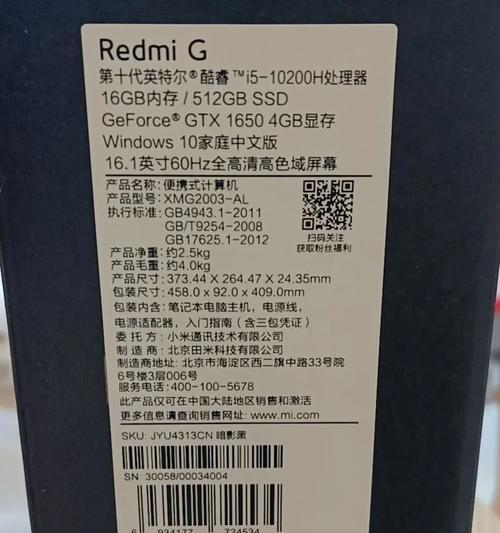 Redmi G
第十代英特尔®酷睿™i5-10200H处理器
16GB内存 / 512GB SSD
GeForce® GTX 1650 4GB显存
Windows 10家庭中文版
16.1英寸60Hz全高清高色域屏幕
产品名称: 便携式计算机
产品型号: XMG2003-AL
执行标准: GB4943.1-2011
GB/T9254-2008
GB17625.1-2012
扫码关注
获取粉丝福利
产品净重: 约2.5kg
产品毛重: 约4.0kg
产品尺寸: 373.44 x 264.47 x 24.35mm
包装尺寸: 458.0 x 92.0 x 409.0mm
包装内含: 笔记本电脑主机，电源线，
电源适配器，入门指南（含三包凭证）
委 托 方: 小米通讯技术有限公司
制 造 商: 北京田米科技有限公司
制造商地址: 北京市海淀区西二旗中路33号院
6号楼3层006号
服务电话: 400-100-5678
此产品仅可在中国大陆地区销售和激活
更多信息请查询销售网址: www.mi.com
SKU: JYU4313CN 暗影黑
SN: 30058/00034004
6 934177 724534